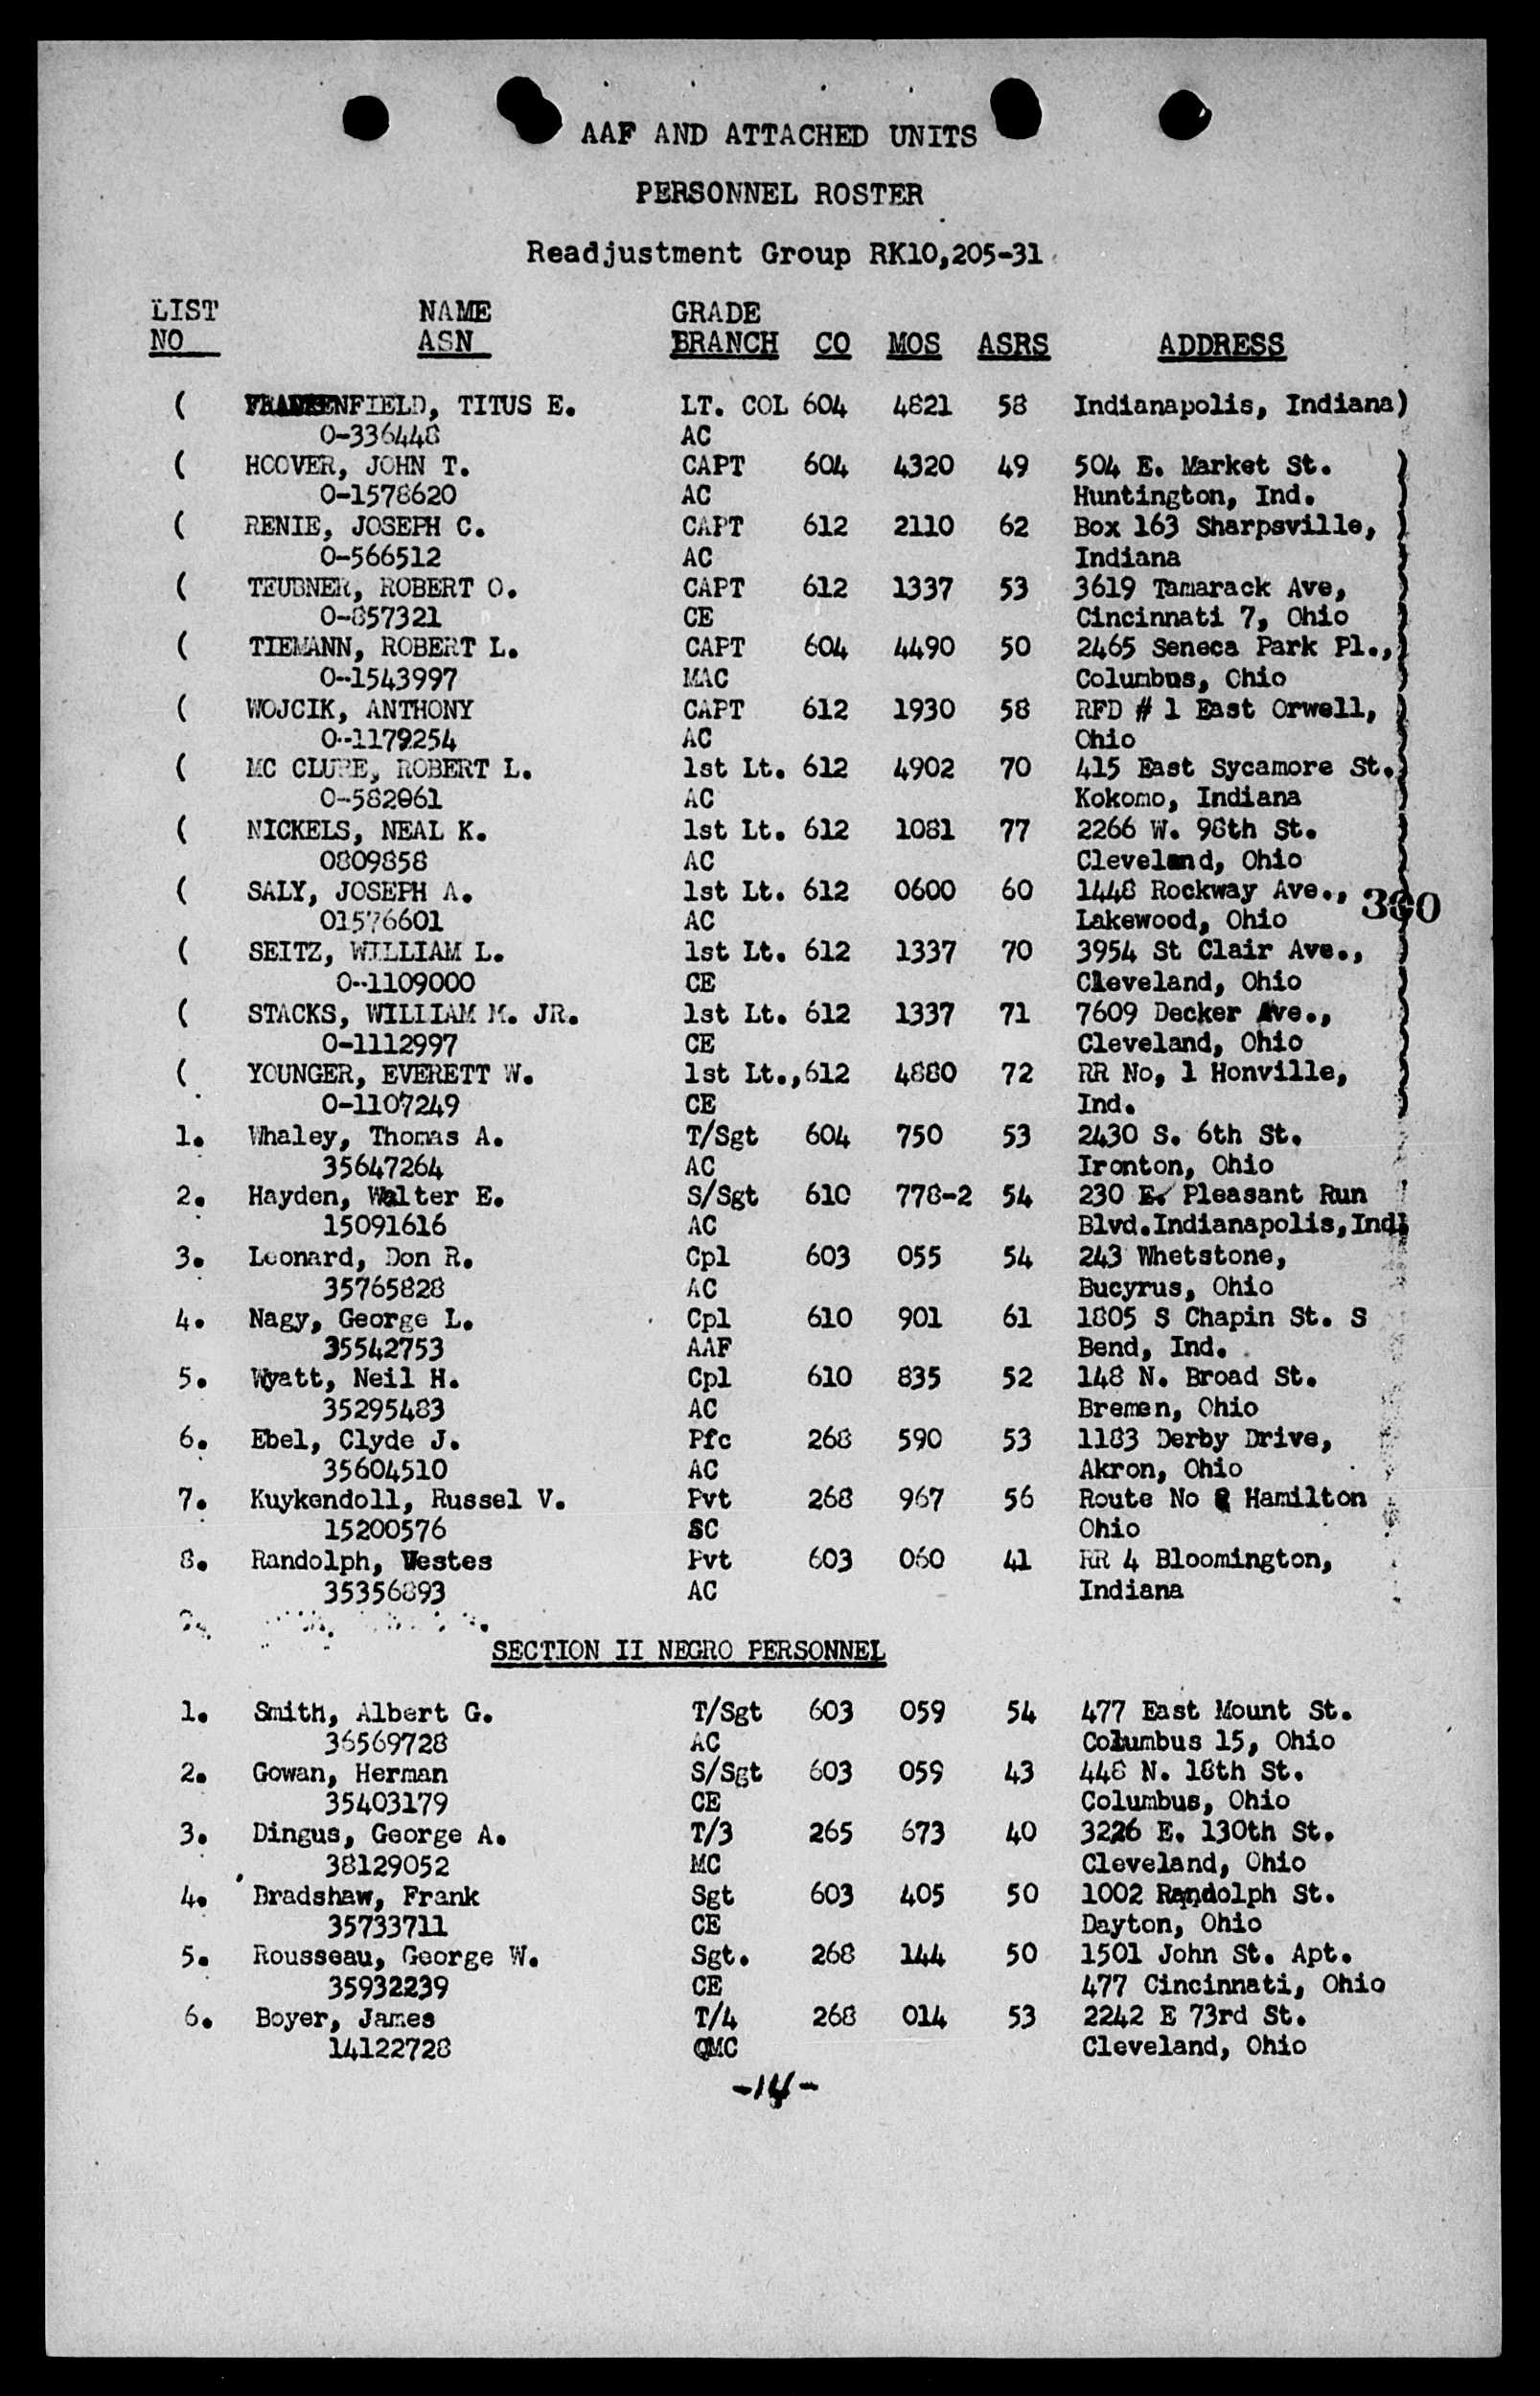 AAF AND ATTACHED UNITS
PERSONNEL ROSTER
Readjustment Group RK10,205-31
LIST NAME GRADE
NO ASN BRANCH CO MOS ASRS ADDRESS
( FRANKENFIELD, TITUS E. LT. COL 604 4821 58 Indianapolis, Indiana)
0-336448 AC
( HOOVER, JOHN T. CAPT 604 4320 49 504 E. Market St. )
0-1578620 AC Huntington, Ind. )
( RENIE, JOSEPH C. CAPT 612 2110 62 Box 163 Sharpsville, )
0-566512 AC Indiana )
( TEUBNER, ROBERT O. CAPT 612 1337 53 3619 Tamarack Ave, )
0-857321 CE Cincinnati 7, Ohio )
( TIEMANN, ROBERT L. CAPT 604 4490 50 2465 Seneca Park Pl., )
0-1543997 MAC Columbus, Ohio )
( WOJCIK, ANTHONY CAPT 612 1930 58 RFD # 1 East Orwell, )
0-1179254 AC Ohio )
( MC CLURE, ROBERT L. 1st Lt. 612 4902 70 415 East Sycamore St. )
0-582061 AC Kokomo, Indiana )
( NICKELS, NEAL K. 1st Lt. 612 1081 77 2266 W. 98th St. )
0809858 AC Cleveland, Ohio )
( SALY, JOSEPH A. 1st Lt. 612 0600 60 1448 Rockway Ave., ) 360
01576601 AC Lakewood, Ohio )
( SEITZ, WILLIAM L. 1st Lt. 612 1337 70 3954 St Clair Ave., )
0-1109000 CE Cleveland, Ohio )
( STACKS, WILLIAM M. JR. 1st Lt. 612 1337 71 7609 Decker Ave., )
0-1112997 CE Cleveland, Ohio )
( YOUNGER, EVERETT W. 1st Lt., 612 4880 72 RR No, 1 Honville, )
0-1107249 CE Ind. )
1. Whaley, Thomas A. T/Sgt 604 750 53 2430 S. 6th St.
35647264 AC Ironton, Ohio
2. Hayden, Walter E. S/Sgt 610 778-2 54 230 E. Pleasant Run
15091616 AC Blvd.Indianapolis,Ind.
3. Leonard, Don R. Cpl 603 055 54 243 Whetstone,
35765828 AC Bucyrus, Ohio
4. Nagy, George L. Cpl 610 901 61 1805 S Chapin St. S
35542753 AAF Bend, Ind.
5. Wyatt, Neil H. Cpl 610 835 52 148 N. Broad St.
35295483 AC Bremen, Ohio
6. Ebel, Clyde J. Pfc 268 590 53 1183 Derby Drive,
35604510 AC Akron, Ohio
7. Kuykendoll, Russel V. Pvt 268 967 56 Route No Hamilton
15200576 SC Ohio
8. Randolph, Westes Pvt 603 060 41 RR 4 Bloomington,
35356893 AC Indiana
SECTION II NEGRO PERSONNEL
1. Smith, Albert G. T/Sgt 603 059 54 477 East Mount St.
36569728 AC Columbus 15, Ohio
2. Gowan, Herman S/Sgt 603 059 43 448 N. 18th St.
35403179 CE Columbus, Ohio
3. Dingus, George A. T/3 265 673 40 3226 E. 130th St.
38129052 MC Cleveland, Ohio
4. Bradshaw, Frank Sgt 603 405 50 1002 Randolph St.
35733711 CE Dayton, Ohio
5. Rousseau, George W. Sgt. 268 144 50 1501 John St. Apt.
35932239 CE 477 Cincinnati, Ohio
6. Boyer, James T/4 268 014 53 2242 E 73rd St.
14122728 QMC Cleveland, Ohio
-14-